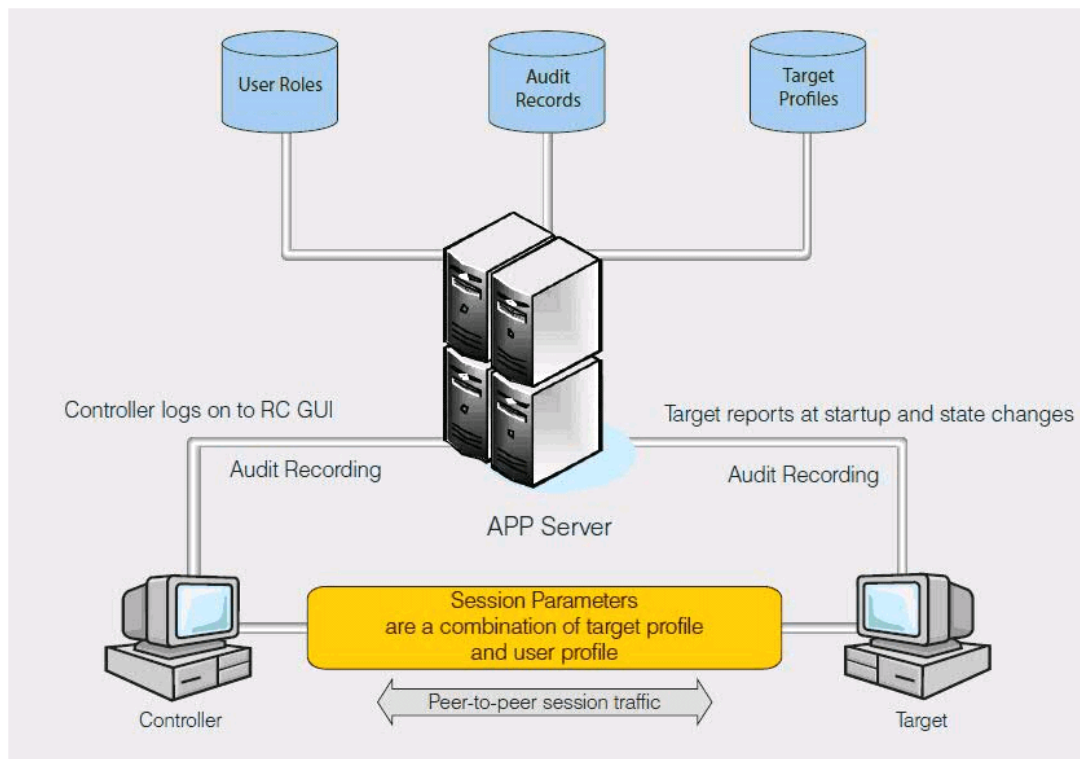 User Roles
Audit
Records
Target
Profiles
Controller logs on to RC GUI
Target reports at startup and state changes
Audit Recording
Audit Recording
APP Server
Session Parameters
are a combination of target profile
and user profile
Peer-to-peer session traffic
Controller
Target